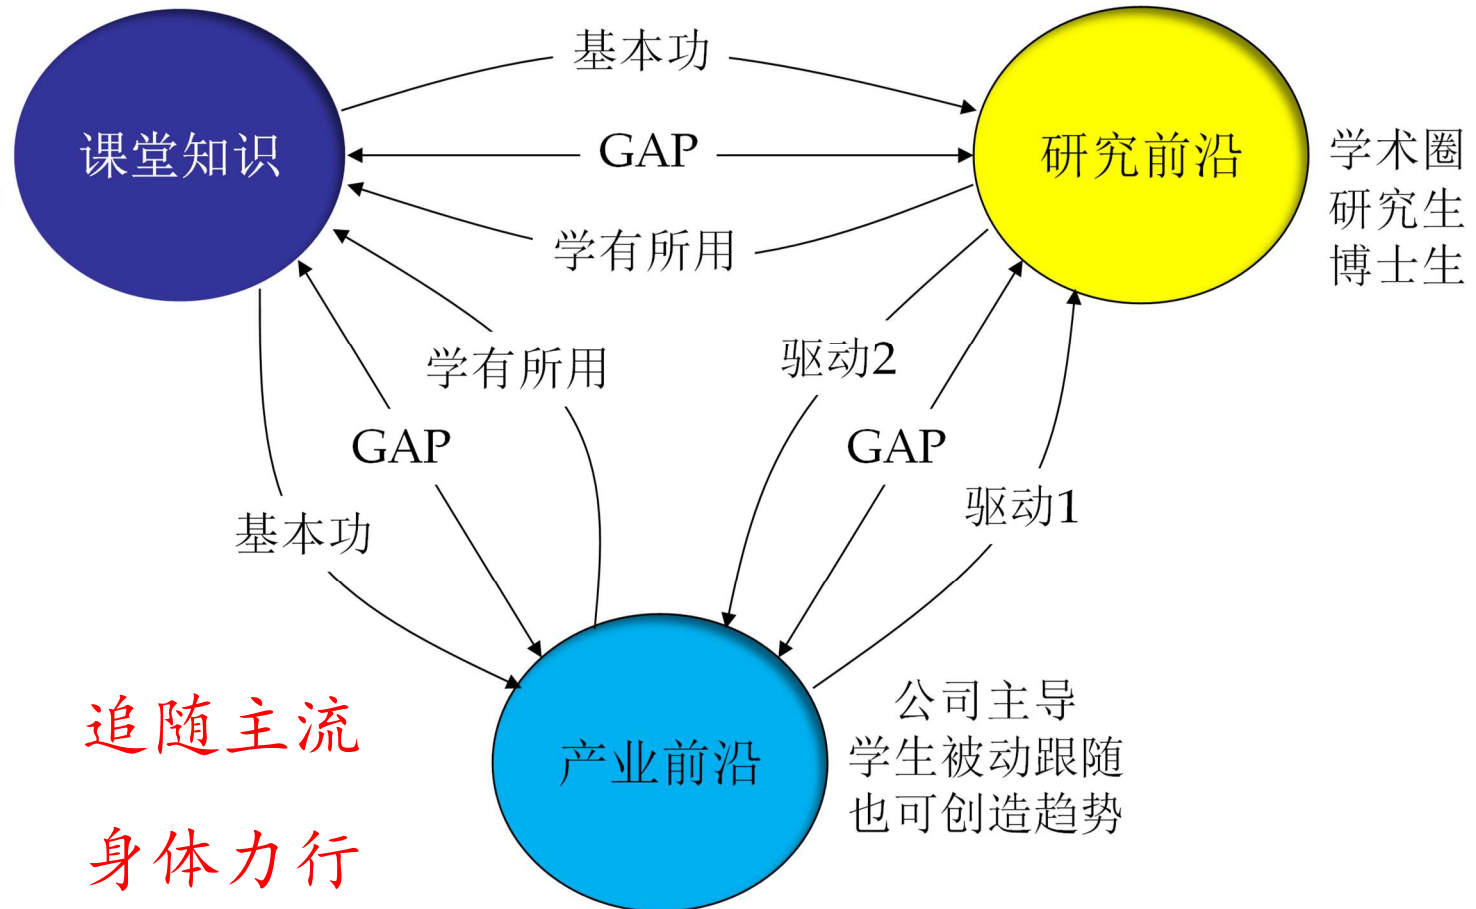 基本功
课堂知识
GAP
研究前沿
学术圈
研究生
博士生
学有所用
学有所用
驱动2
GAP
GAP
驱动1
基本功
追随主流
身体力行
产业前沿
公司主导
学生被动跟随
也可创造趋势